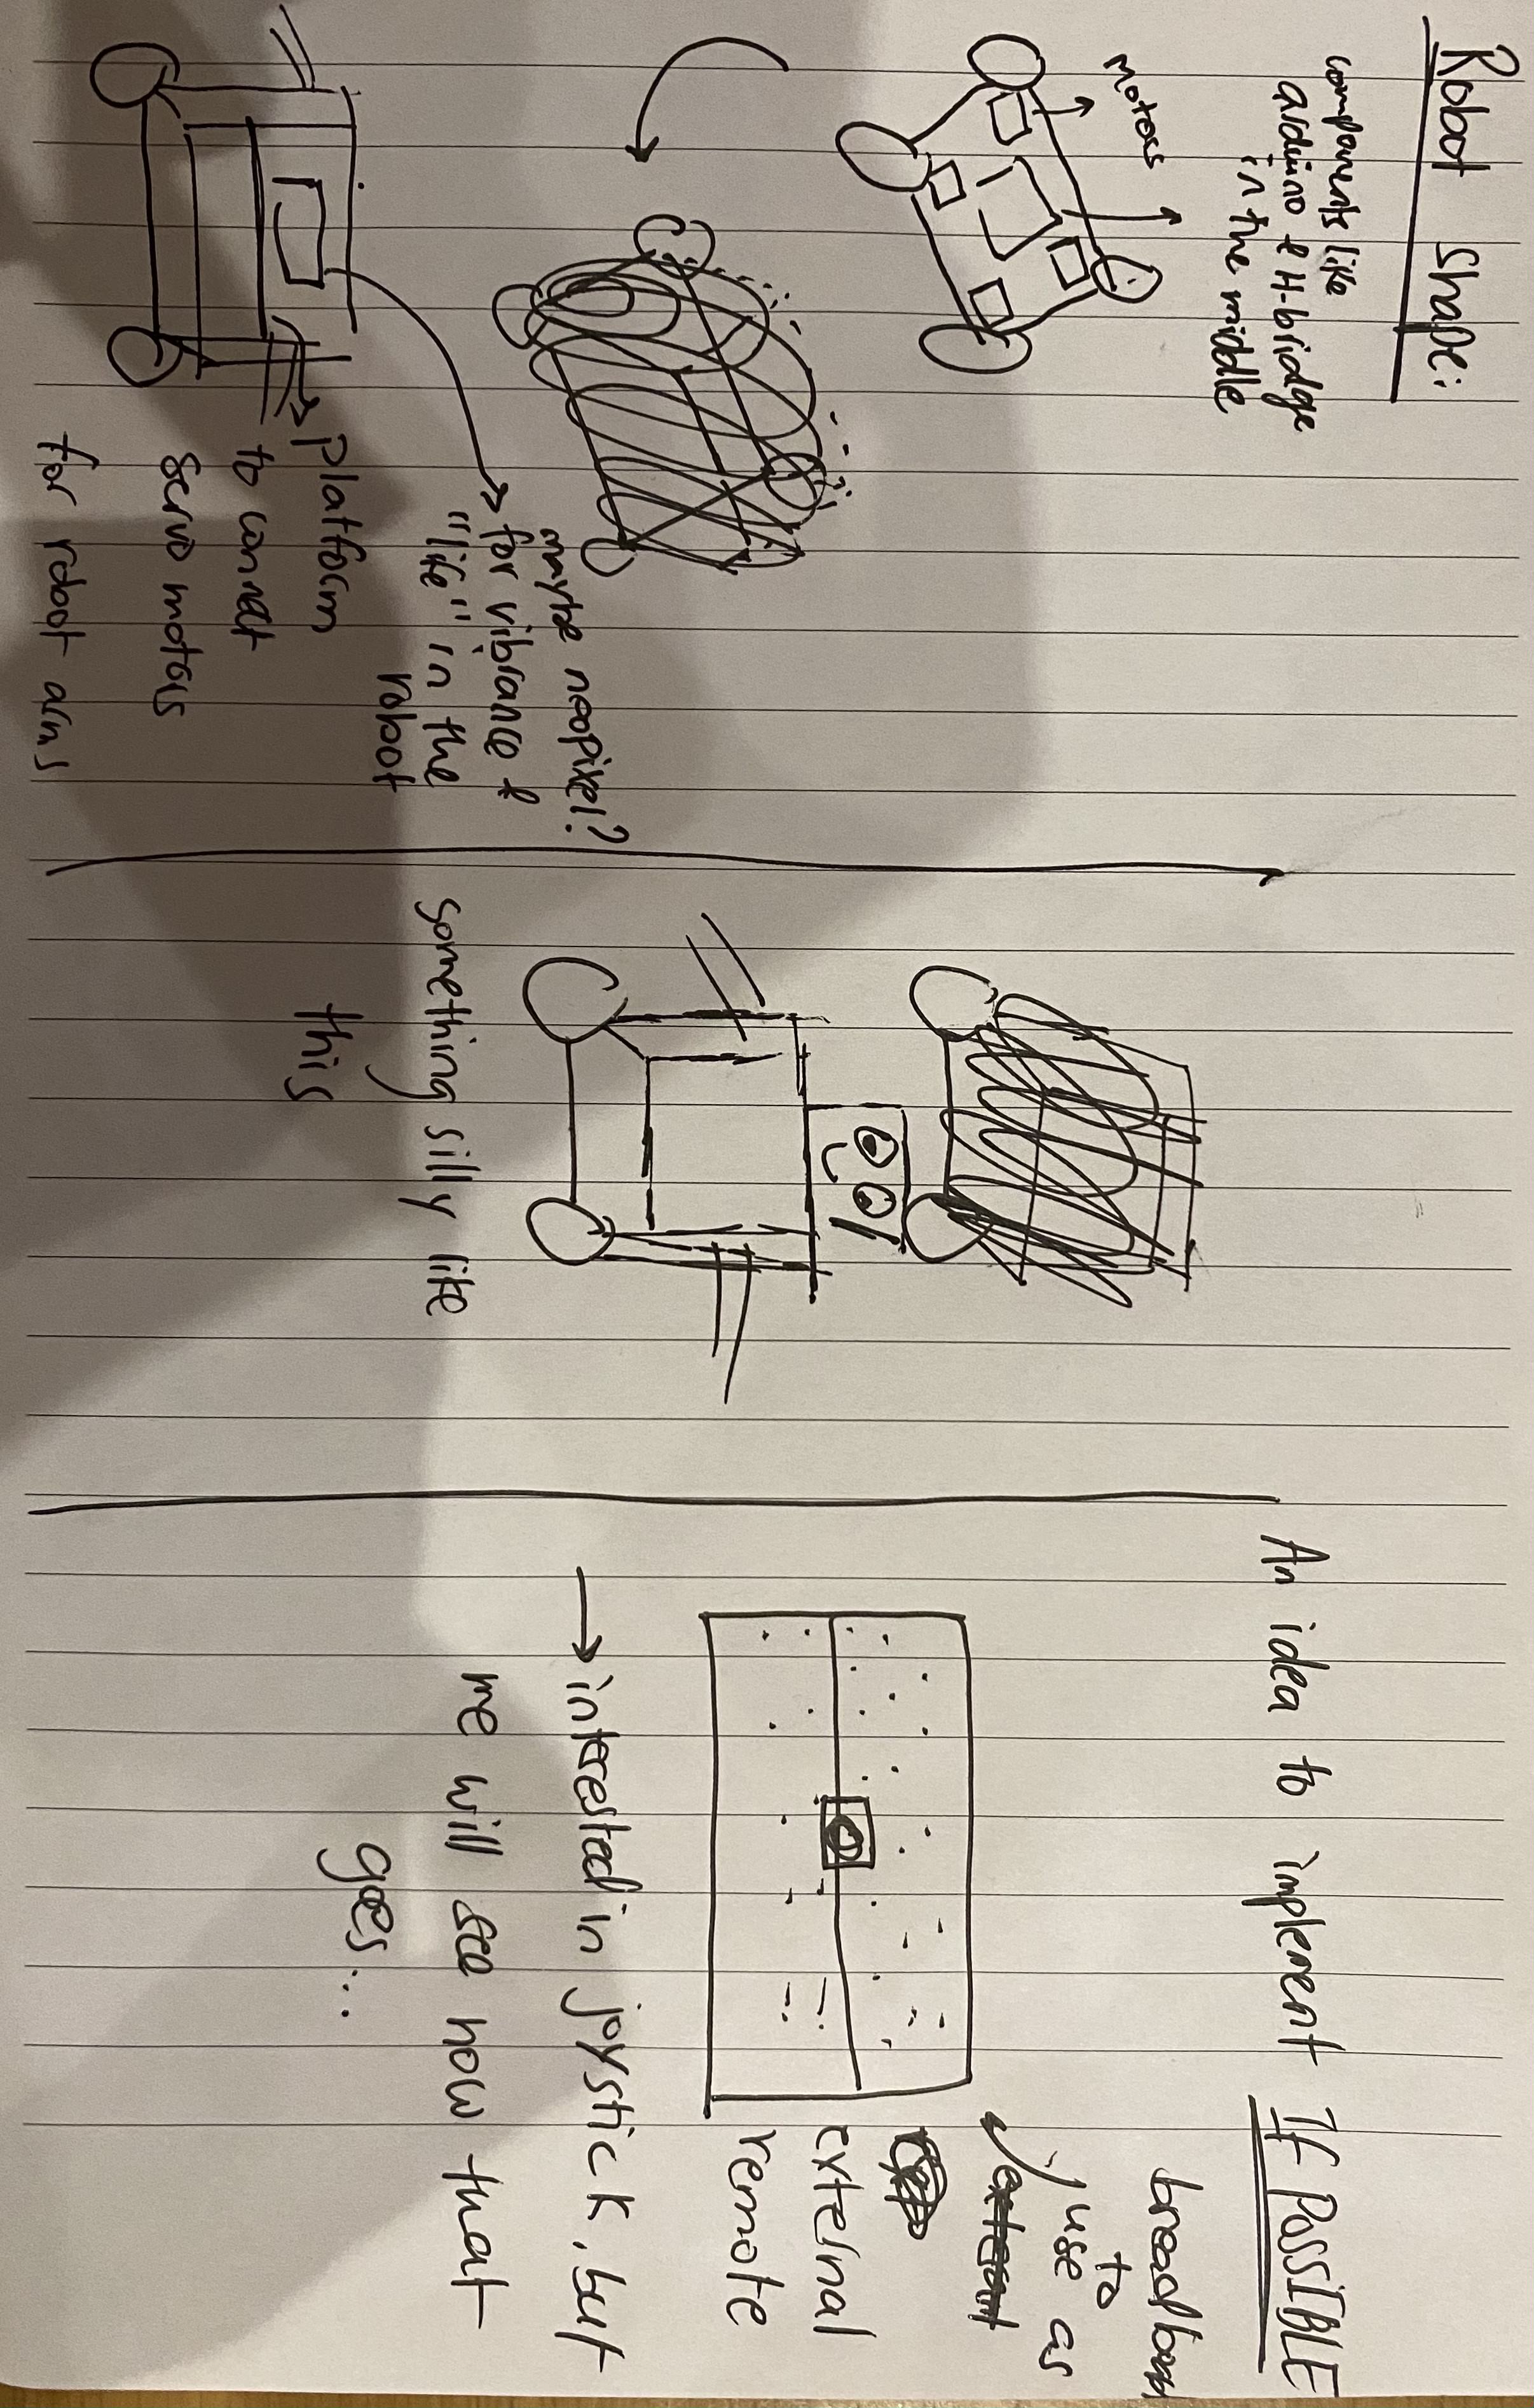 Robot Shape:
components like
arduino & H-bridge
in the middle
Motors
maybe neopixel?
for vibrance &
"life" in the
robot
platform
to connect
servo motors
for robot arms
something silly like
this
An idea to implement IF POSSIBLE
breadboard
to
use as
external
remote
interested in joystick, but
we will see how that
goes...